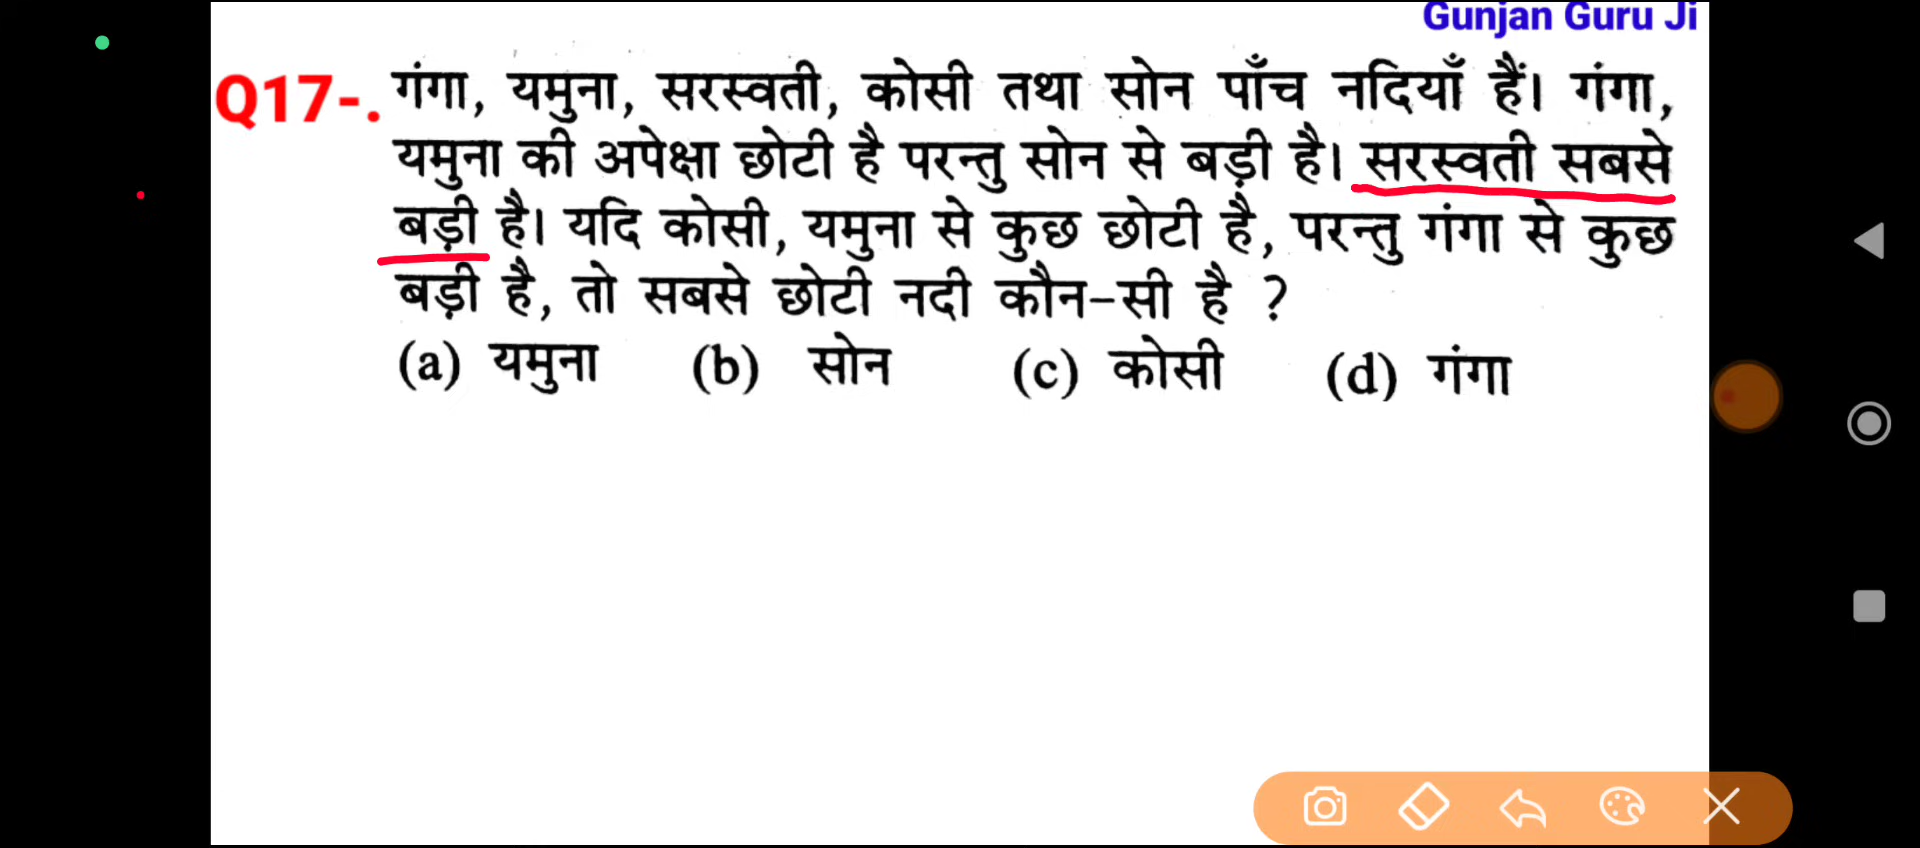 Gunjan Guru Ji
Q17-. गंगा, यमुना, सरस्वती, कोसी तथा सोन पाँच नदियाँ हैं। गंगा,
यमुना की अपेक्षा छोटी है परन्तु सोन से बड़ी है। सरस्वती सबसे
बड़ी है। यदि कोसी, यमुना से कुछ छोटी है, परन्तु गंगा से कुछ
बड़ी है, तो सबसे छोटी नदी कौन-सी है ?
(a) यमुना (b) सोन (c) कोसी (d) गंगा